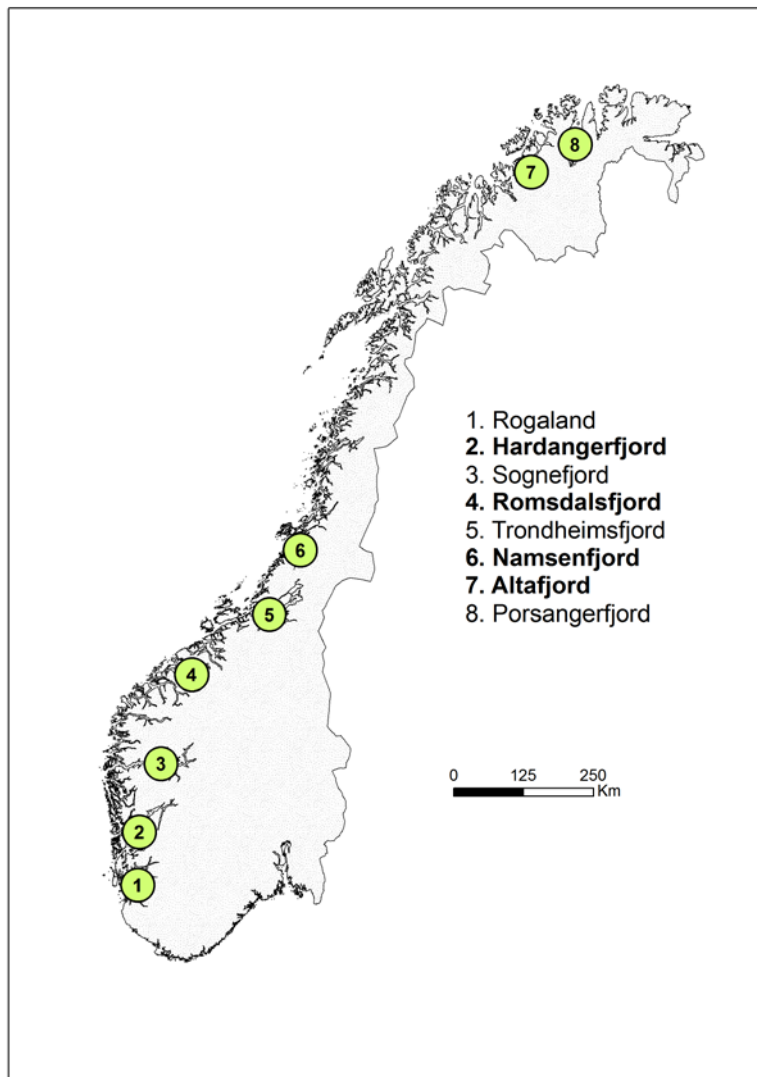 8
7
1. Rogaland
2. Hardangerfjord
3. Sognefjord
4. Romsdalsfjord
5. Trondheimsfjord
6. Namsenfjord
7. Altafjord
8. Porsangerfjord
6
5
4
3
0 125 250
Km
2
1